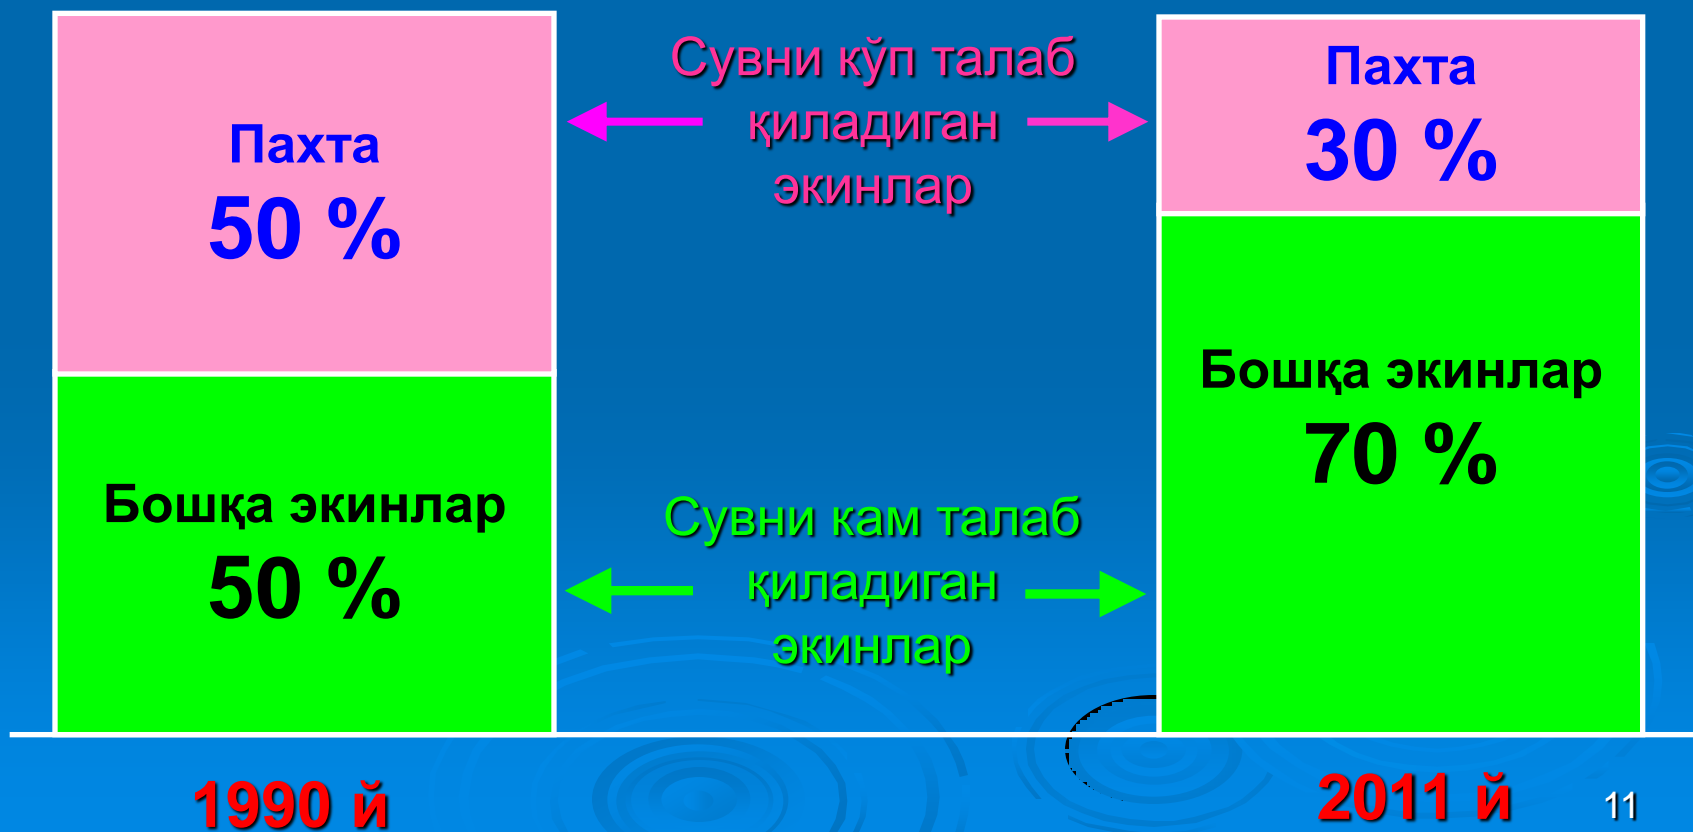 Пахта
50 %
Бошқа экинлар
50 %
Сувни кўп талаб
қиладиган
экинлар
Сувни кам талаб
қиладиган
экинлар
Пахта
30 %
Бошқа экинлар
70 %
1990 й
2011 й
11